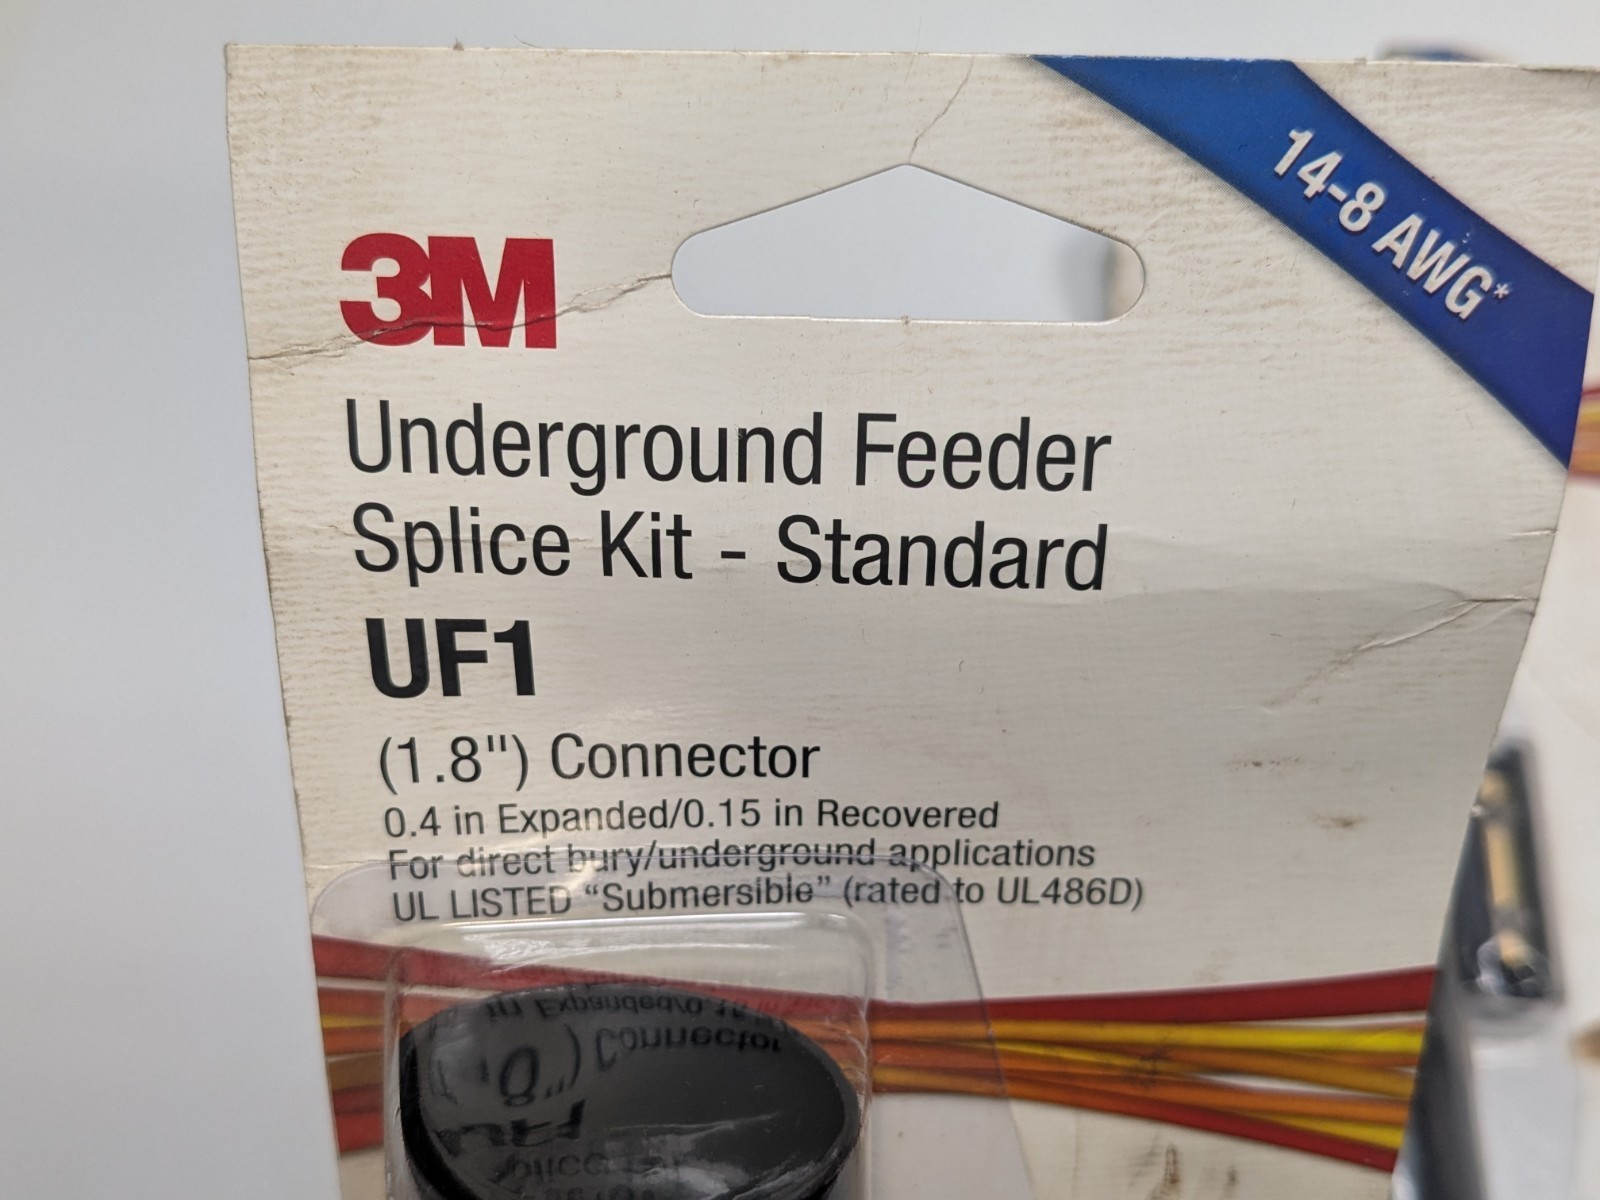 14-8 AWG*
3M
Underground Feeder
Splice Kit - Standard
UF1
(1.8") Connector
0.4 in Expanded/0.15 in Recovered
For direct bury/underground applications
UL LISTED “Submersible” (rated to UL486D)